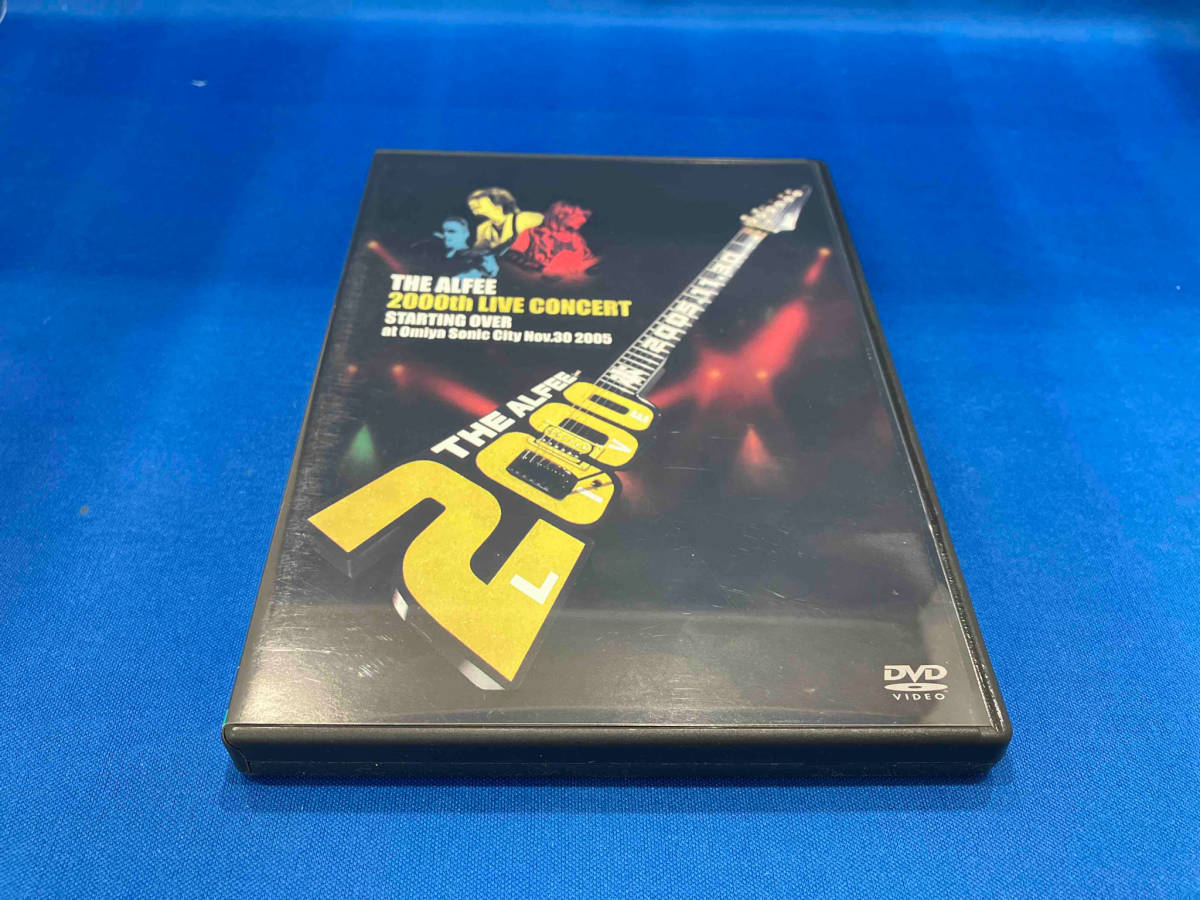 THE ALFEE
2000th LIVE CONCERT
STARTING OVER
at Omiya Sonic City Nov.30 2005
THE ALFEE
2000
LIVE
DVD
VIDEO